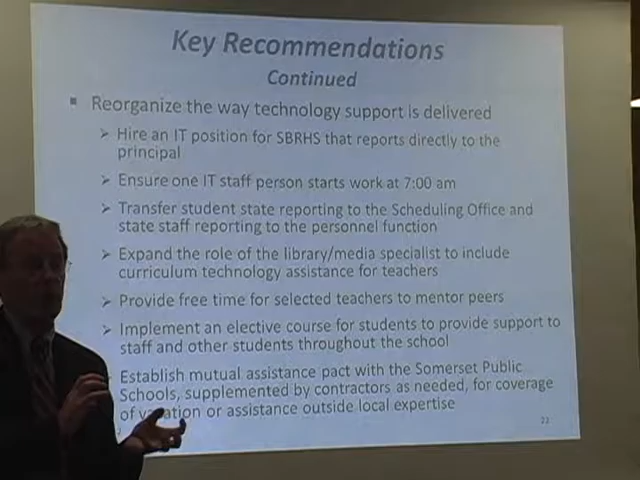 Key Recommendations
Continued
▪ Reorganize the way technology support is delivered
➢ Hire an IT position for SBRHS that reports directly to the
principal
➢ Ensure one IT staff person starts work at 7:00 am
➢ Transfer student state reporting to the Scheduling Office and
state staff reporting to the personnel function
➢ Expand the role of the library/media specialist to include
curriculum technology assistance for teachers
➢ Provide free time for selected teachers to mentor peers
➢ Implement an elective course for students to provide support to
staff and other students throughout the school
Establish mutual assistance pact with the Somerset Public
Schools, supplemented by contractors as needed, for coverage
of vacation or assistance outside local expertise